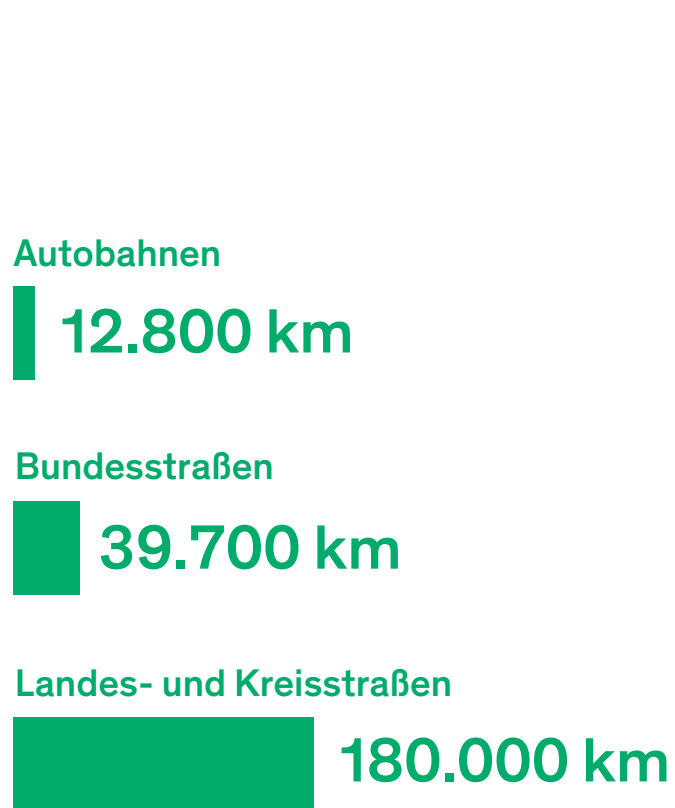 Autobahnen
12.800 km
Bundesstraßen
39.700 km
Landes- und Kreisstraßen
180.000 km